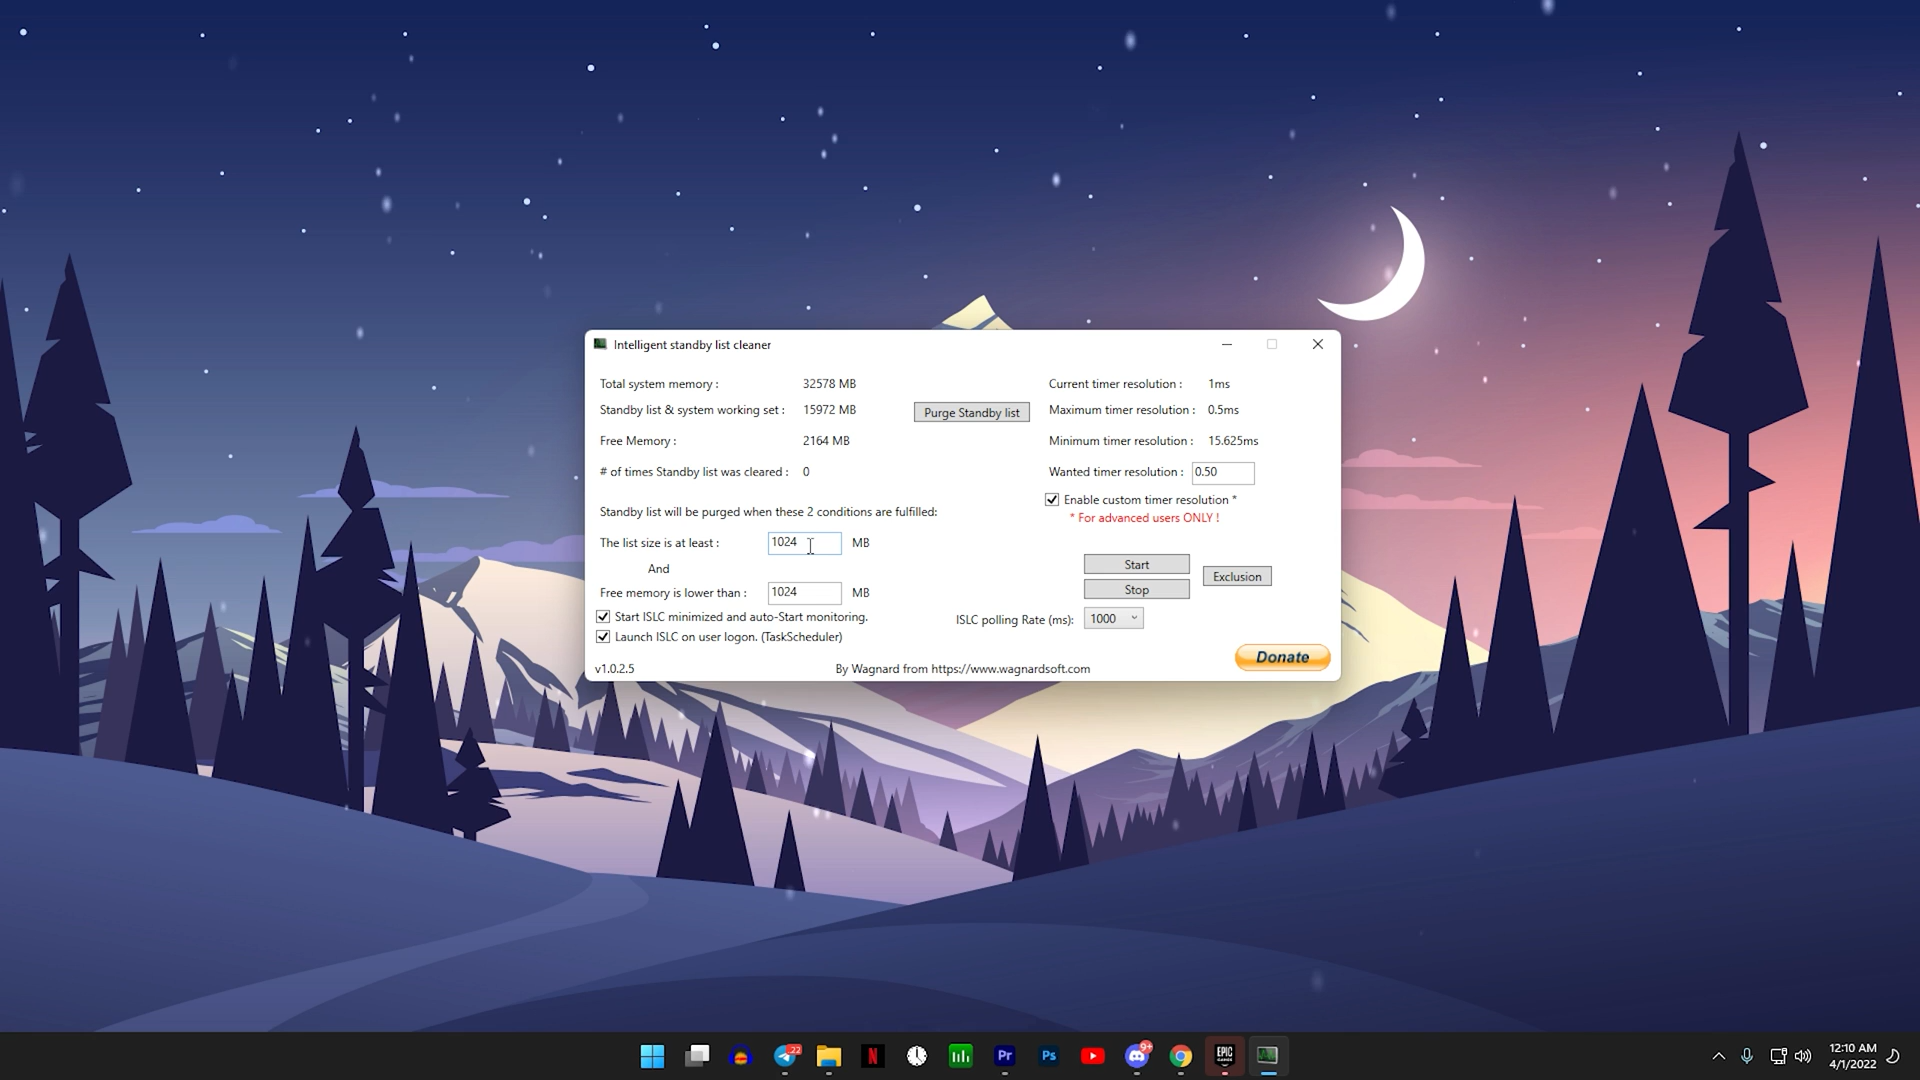 Intelligent standby list cleaner
Total system memory : 32578 MB
Standby list & system working set : 15972 MB
Purge Standby list
Free Memory : 2164 MB
# of times Standby list was cleared : 0
Current timer resolution : 1ms
Maximum timer resolution : 0.5ms
Minimum timer resolution : 15.625ms
Wanted timer resolution : 0.50
Enable custom timer resolution *
* For advanced users ONLY !
Standby list will be purged when these 2 conditions are fulfilled:
The list size is at least : 1024 MB
And
Free memory is lower than : 1024 MB
Start ISLC minimized and auto-Start monitoring.
Launch ISLC on user logon. (TaskScheduler)
Start
Stop
Exclusion
ISLC polling Rate (ms): 1000
Donate
v1.0.2.5
By Wagnard from https://www.wagnardsoft.com
22
N
Pr
Ps
9+
EPIC
GAMES
12:10 AM
4/1/2022